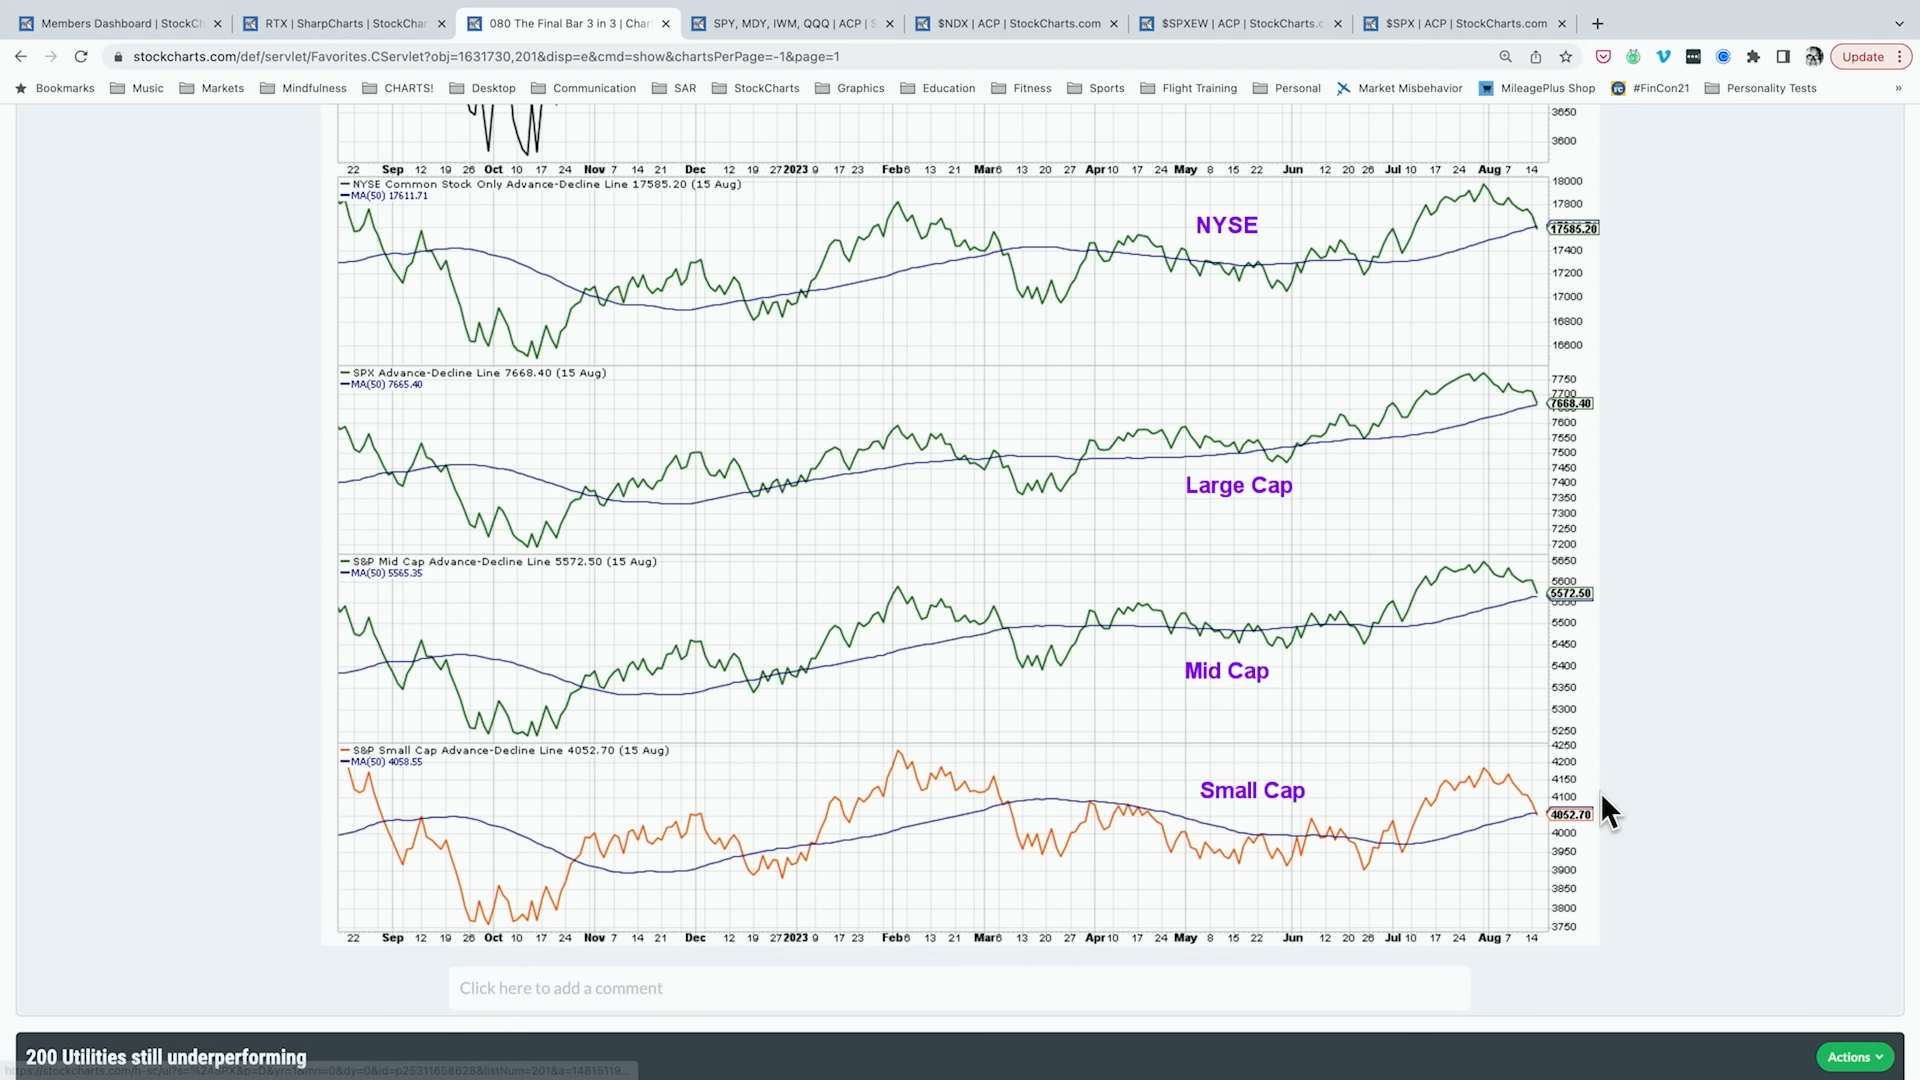 Members Dashboard | StockCh
RTX | SharpCharts | StockChar
080 The Final Bar 3 in 3 | Char
SPY, MDY, IWM, QQQ | ACP | S
$NDX | ACP | StockCharts.com
$SPXEW | ACP | StockCharts.c
$SPX | ACP | StockCharts.com
stockcharts.com/def/servlet/Favorites.CServlet?obj=1631730,201&disp=e&cmd=show&chartsPerPage=-1&page=1
Update
Bookmarks Music Markets Mindfulness CHARTS! Desktop Communication SAR StockCharts Graphics Education Fitness Sports Flight Training Personal Market Misbehavior MileagePlus Shop #FinCon21 Personality Tests »
3650
3600
22 Sep 12 19 26 Oct 10 17 24 Nov 7 14 21 Dec 12 19 27 2023 9 17 23 Feb 6 13 21 Mar 6 13 20 27 Apr 10 17 24 May 8 15 22 Jun 12 20 26 Jul 10 17 24 Aug 7 14
NYSE Common Stock Only Advance-Decline Line 17585.20 (15 Aug)
MA(50) 17611.71
NYSE
18000
17800
17585.20
17400
17200
17000
16800
16600
SPX Advance-Decline Line 7668.40 (15 Aug)
MA(50) 7665.40
Large Cap
7750
7700
7668.40
7600
7550
7500
7450
7400
7350
7300
7250
7200
S&P Mid Cap Advance-Decline Line 5572.50 (15 Aug)
MA(50) 5565.35
Mid Cap
5650
5600
5572.50
5550
5500
5450
5400
5350
5300
5250
S&P Small Cap Advance-Decline Line 4052.70 (15 Aug)
MA(50) 4058.55
Small Cap
4250
4200
4150
4100
4052.70
4000
3950
3900
3850
3800
3750
22 Sep 12 19 26 Oct 10 17 24 Nov 7 14 21 Dec 12 19 27 2023 9 17 23 Feb 6 13 21 Mar 6 13 20 27 Apr 10 17 24 May 8 15 22 Jun 12 20 26 Jul 10 17 24 Aug 7 14
Click here to add a comment
200 Utilities still underperforming
Actions